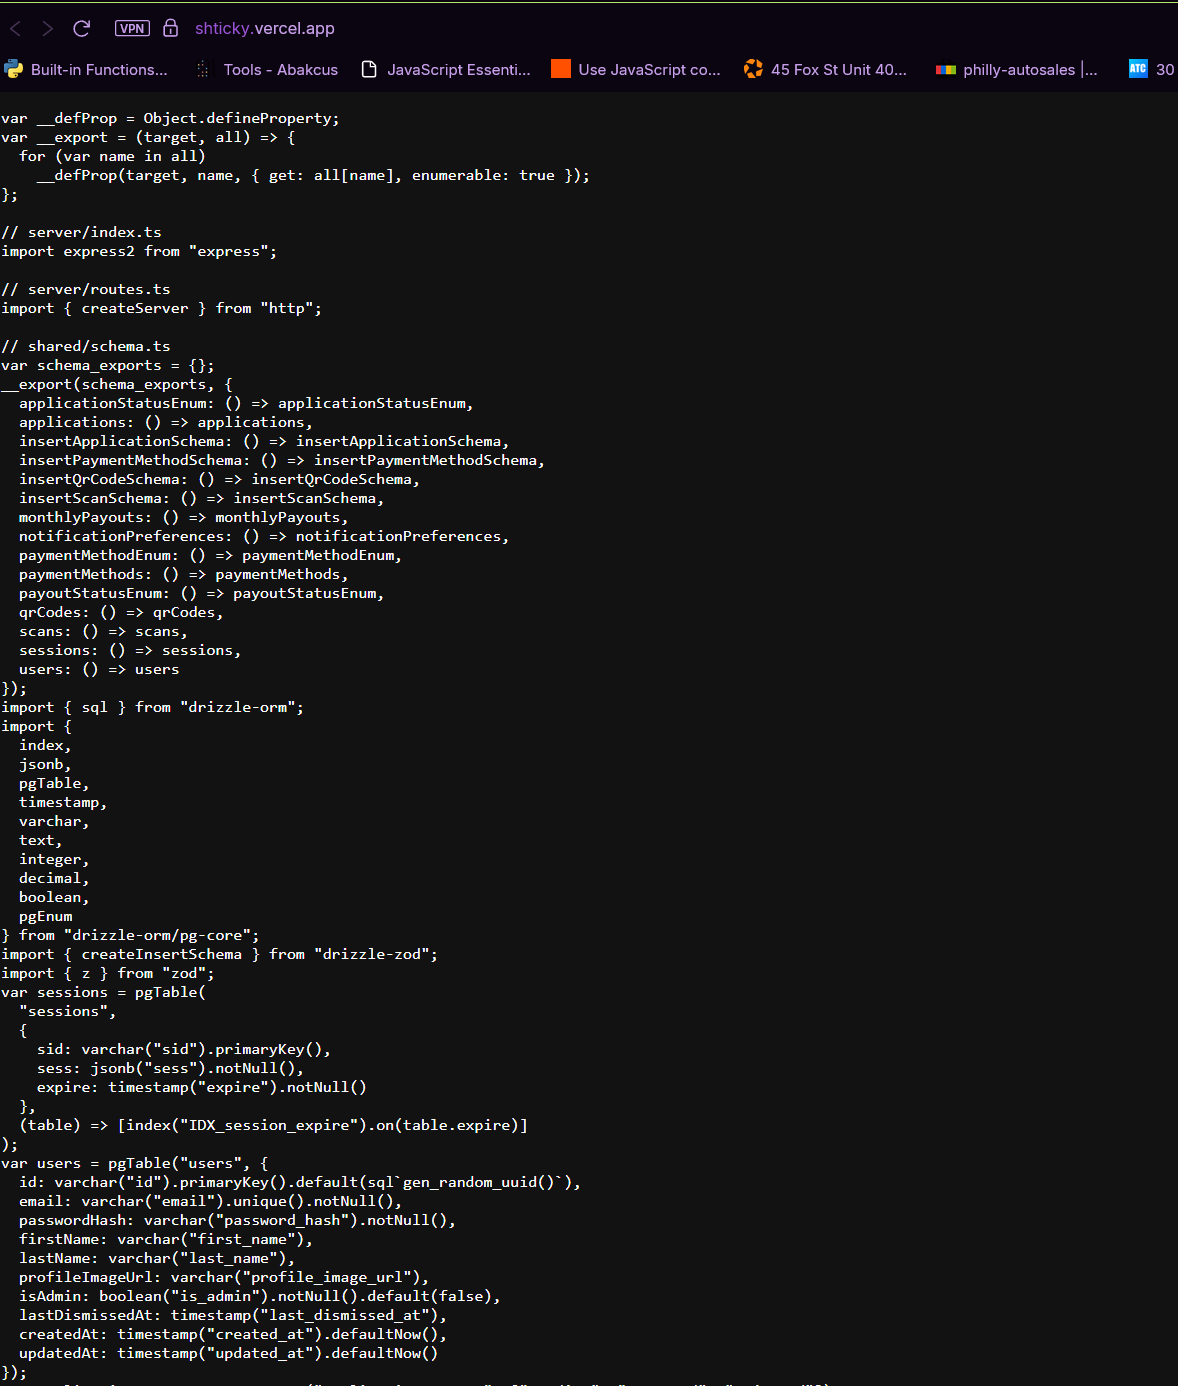 VPN shticky.vercel.app
Built-in Functions... Tools - Abakcus JavaScript Essenti... Use JavaScript co... 45 Fox St Unit 40... philly-autosales |... ATC 30
var __defProp = Object.defineProperty;
var __export = (target, all) => {
  for (var name in all)
    __defProp(target, name, { get: all[name], enumerable: true });
};
// server/index.ts
import express2 from "express";
// server/routes.ts
import { createServer } from "http";
// shared/schema.ts
var schema_exports = {};
__export(schema_exports, {
  applicationStatusEnum: () => applicationStatusEnum,
  applications: () => applications,
  insertApplicationSchema: () => insertApplicationSchema,
  insertPaymentMethodSchema: () => insertPaymentMethodSchema,
  insertQrCodeSchema: () => insertQrCodeSchema,
  insertScanSchema: () => insertScanSchema,
  monthlyPayouts: () => monthlyPayouts,
  notificationPreferences: () => notificationPreferences,
  paymentMethodEnum: () => paymentMethodEnum,
  paymentMethods: () => paymentMethods,
  payoutStatusEnum: () => payoutStatusEnum,
  qrCodes: () => qrCodes,
  scans: () => scans,
  sessions: () => sessions,
  users: () => users
});
import { sql } from "drizzle-orm";
import {
  index,
  jsonb,
  pgTable,
  timestamp,
  varchar,
  text,
  integer,
  decimal,
  boolean,
  pgEnum
} from "drizzle-orm/pg-core";
import { createInsertSchema } from "drizzle-zod";
import { z } from "zod";
var sessions = pgTable(
  "sessions",
  {
    sid: varchar("sid").primaryKey(),
    sess: jsonb("sess").notNull(),
    expire: timestamp("expire").notNull()
  },
  (table) => [index("IDX_session_expire").on(table.expire)]
);
var users = pgTable("users", {
  id: varchar("id").primaryKey().default(sql`gen_random_uuid()`),
  email: varchar("email").unique().notNull(),
  passwordHash: varchar("password_hash").notNull(),
  firstName: varchar("first_name"),
  lastName: varchar("last_name"),
  profileImageUrl: varchar("profile_image_url"),
  isAdmin: boolean("is_admin").notNull().default(false),
  lastDismissedAt: timestamp("last_dismissed_at"),
  createdAt: timestamp("created_at").defaultNow(),
  updatedAt: timestamp("updated_at").defaultNow()
});